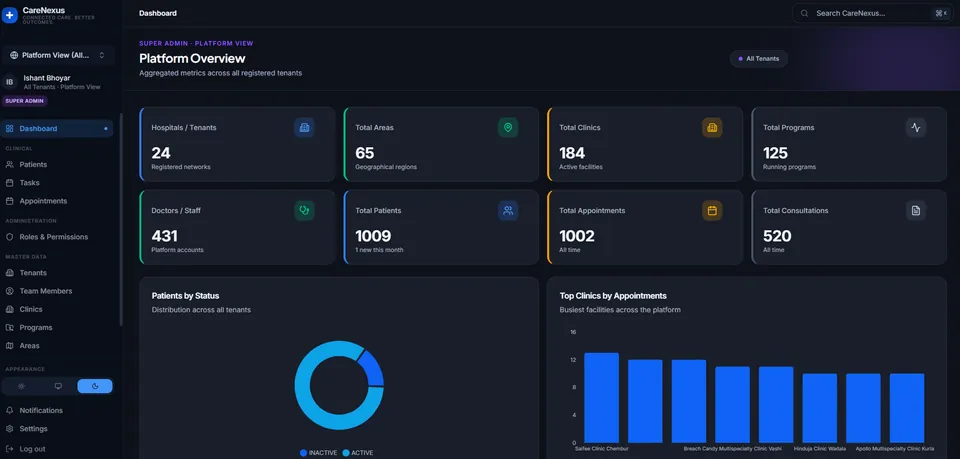 CareNexus
CONNECTED CARE. BETTER
OUTCOMES.
Platform View (All...
IB
Ishant Bhoyar
All Tenants · Platform View
SUPER ADMIN
Dashboard
CLINICAL
Patients
Tasks
Appointments
ADMINISTRATION
Roles & Permissions
MASTER DATA
Tenants
Team Members
Clinics
Programs
Areas
APPEARANCE
Notifications
Settings
Log out
Dashboard
Search CareNexus...
⌘ K
SUPER ADMIN · PLATFORM VIEW
Platform Overview
Aggregated metrics across all registered tenants
All Tenants
Hospitals / Tenants
24
Registered networks
Total Areas
65
Geographical regions
Total Clinics
184
Active facilities
Total Programs
125
Running programs
Doctors / Staff
431
Platform accounts
Total Patients
1009
1 new this month
Total Appointments
1002
All time
Total Consultations
520
All time
Patients by Status
Distribution across all tenants
INACTIVE
ACTIVE
Top Clinics by Appointments
Busiest facilities across the platform
16
12
8
4
0
Saifee Clinic Chembur
Breach Candy Multispecialty Clinic Vashi
Hinduja Clinic Wadala
Apollo Multispecialty Clinic Kurla